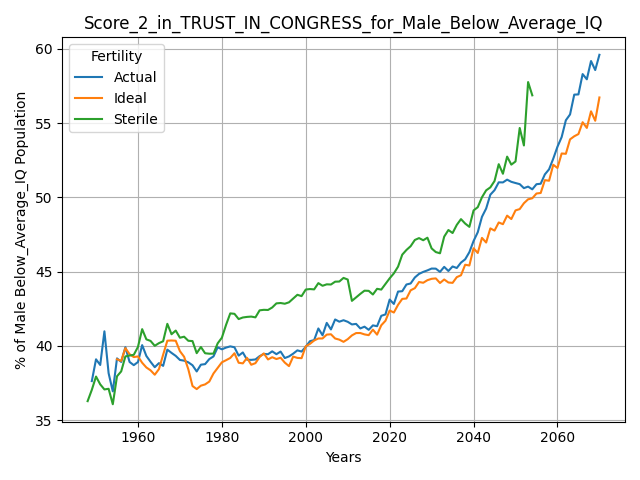 Score_2_in_TRUST_IN_CONGRESS_for_Male_Below_Average_IQ
% of Male Below_Average_IQ Population
60
55
50
45
40
35
Fertility
Actual
Ideal
Sterile
1960
1980
2000
2020
2040
2060
Years